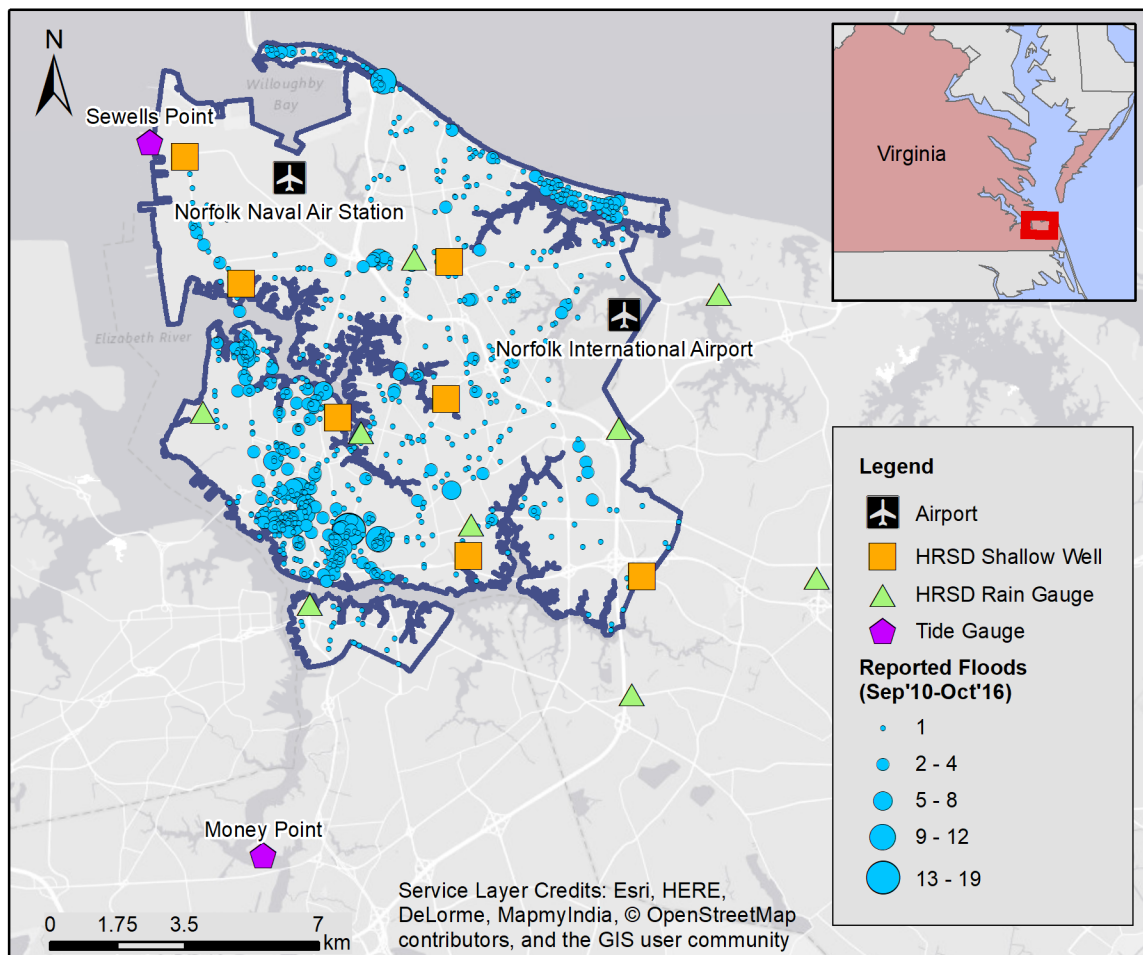 N
Willoughby
Bay
Sewells Point
Norfolk Naval Air Station
Virginia
Elizabeth River
Norfolk International Airport
Legend
Airport
HRSD Shallow Well
HRSD Rain Gauge
Tide Gauge
Reported Floods
(Sep'10-Oct'16)
1
2 - 4
5 - 8
9 - 12
13 - 19
Money Point
Service Layer Credits: Esri, HERE,
DeLorme, MapmyIndia, © OpenStreetMap
contributors, and the GIS user community
0 1.75 3.5 7
km